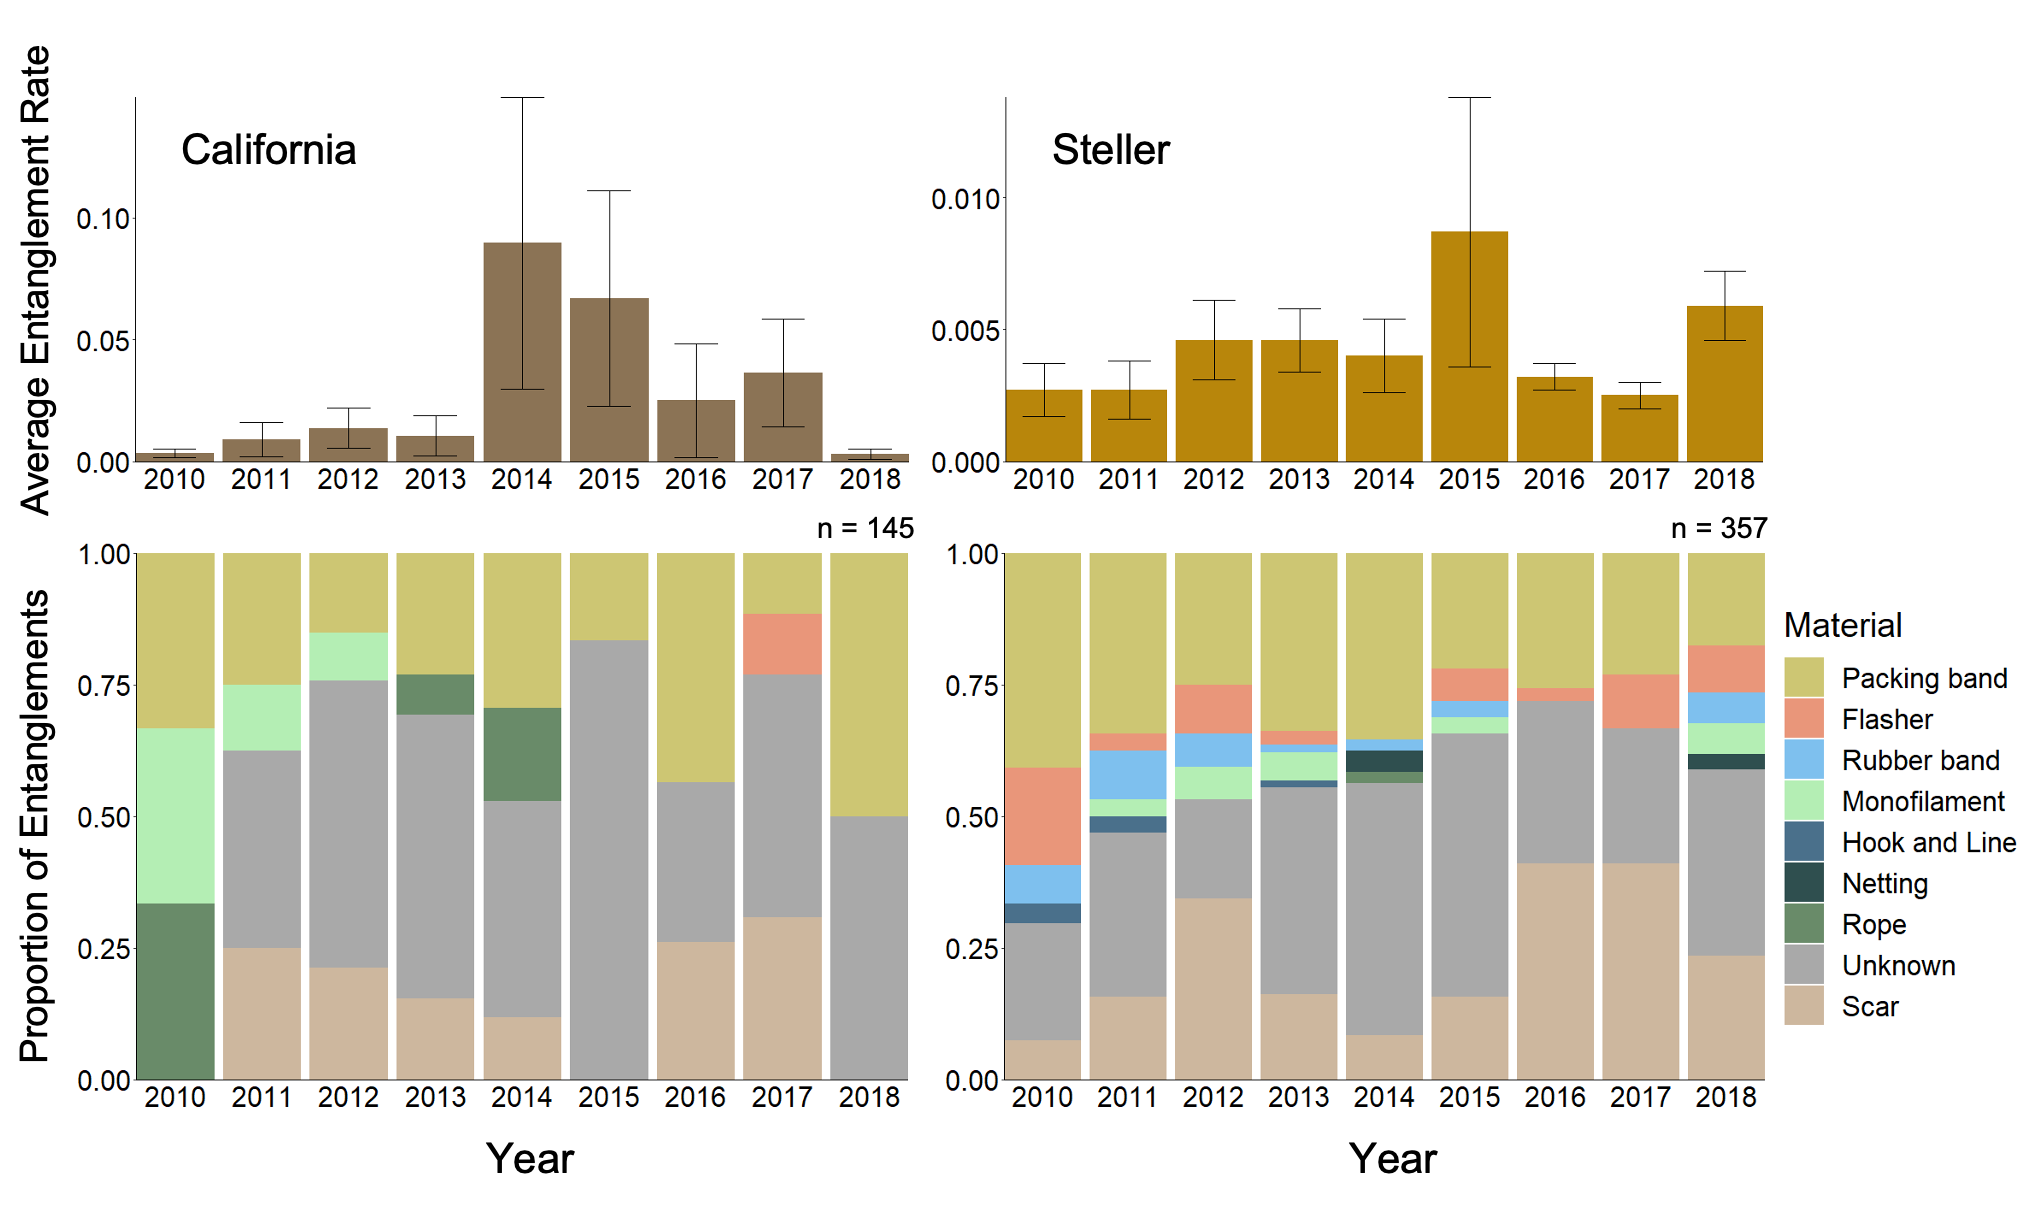 Average Entanglement Rate
California
0.10
0.05
0.00
2010 2011 2012 2013 2014 2015 2016 2017 2018
Steller
0.010
0.005
0.000
2010 2011 2012 2013 2014 2015 2016 2017 2018
Proportion of Entanglements
n = 145
1.00
0.75
0.50
0.25
0.00
2010 2011 2012 2013 2014 2015 2016 2017 2018
Year
n = 357
1.00
0.75
0.50
0.25
0.00
2010 2011 2012 2013 2014 2015 2016 2017 2018
Year
Material
Packing band
Flasher
Rubber band
Monofilament
Hook and Line
Netting
Rope
Unknown
Scar